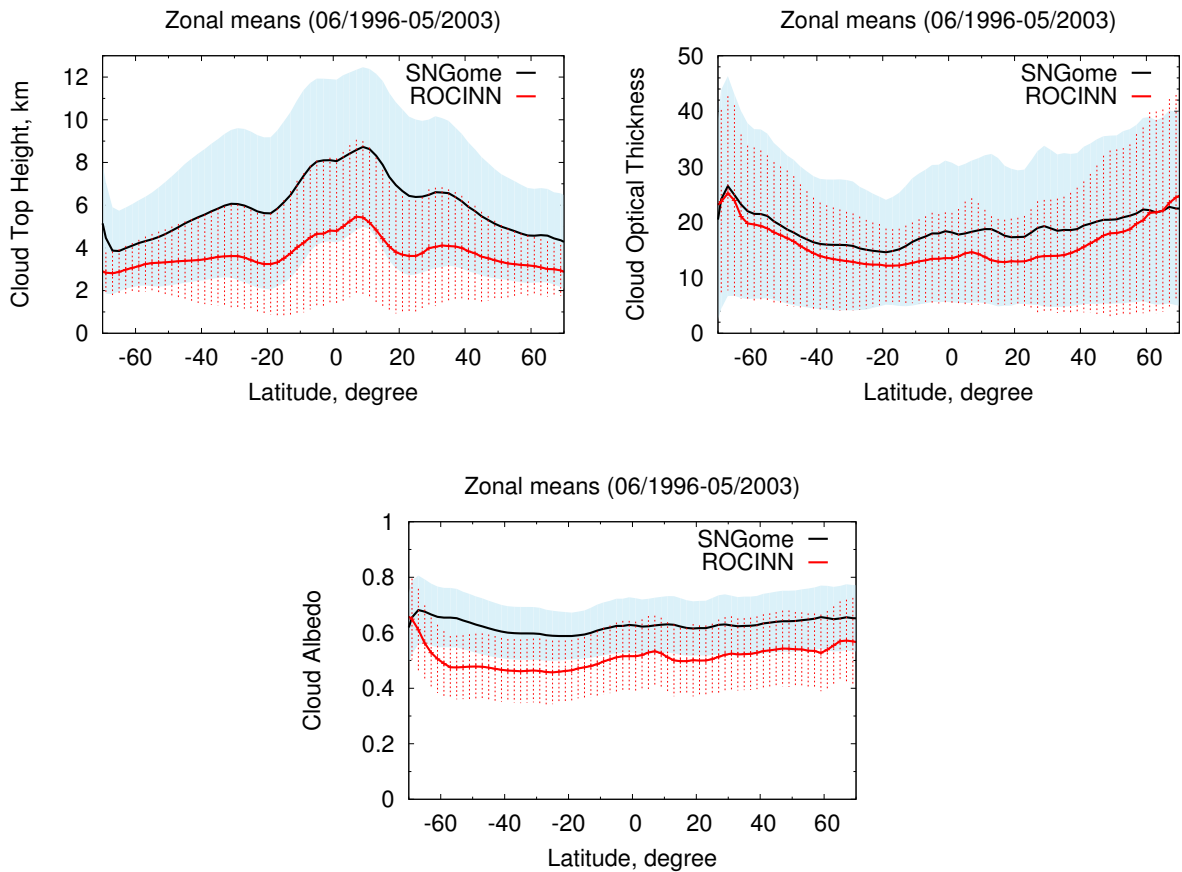 Zonal means (06/1996-05/2003)
Cloud Top Height, km
12
10
8
6
4
2
0
SNGome
ROCINN
-60 -40 -20 0 20 40 60
Latitude, degree
Zonal means (06/1996-05/2003)
Cloud Optical Thickness
50
40
30
20
10
0
SNGome
ROCINN
-60 -40 -20 0 20 40 60
Latitude, degree
Zonal means (06/1996-05/2003)
Cloud Albedo
1
0.8
0.6
0.4
0.2
0
SNGome
ROCINN
-60 -40 -20 0 20 40 60
Latitude, degree